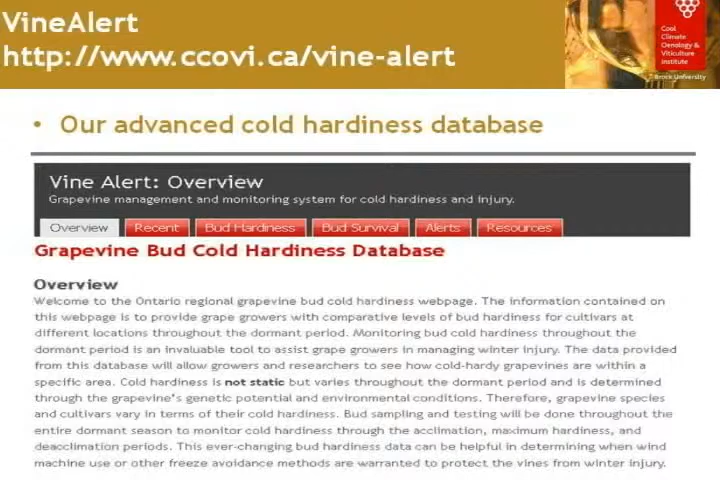 VineAlert
http://www.ccovi.ca/vine-alert
Cool
Climate
Oenology &
Viticulture
Institute
Brock University
• Our advanced cold hardiness database
Vine Alert: Overview
Grapevine management and monitoring system for cold hardiness and injury.
Overview Recent Bud Hardiness Bud Survival Alerts Resources
Grapevine Bud Cold Hardiness Database
Overview
Welcome to the Ontario regional grapevine bud cold hardiness webpage. The information contained on
this webpage is to provide grape growers with comparative levels of bud hardiness for cultivars at
different locations throughout the dormant period. Monitoring bud cold hardiness throughout the
dormant period is an invaluable tool to assist grape growers in managing winter injury. The data provided
from this database will allow growers and researchers to see how cold-hardy grapevines are within a
specific area. Cold hardiness is not static but varies throughout the dormant period and is determined
through the grapevine's genetic potential and environmental conditions. Therefore, grapevine species
and cultivars vary in terms of their cold hardiness. Bud sampling and testing will be done throughout the
entire dormant season to monitor cold hardiness through the acclimation, maximum hardiness, and
deacclimation periods. This ever-changing bud hardiness data can be helpful in determining when wind
machine use or other freeze avoidance methods are warranted to protect the vines from winter injury.